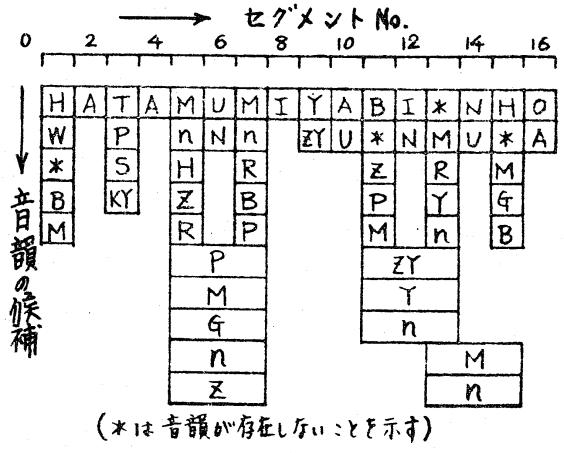 セグメント No.
0 2 4 6 8 10 12 14 16
H A T A M U M I Y A B I * N H O
W P n N n ZY U * N M U * A
* S H R Z R M
B KY Z B P Y G
M R P M n B
P ZY
M Y
G n
n M
Z n
音韻の候補
(*は音韻が存在しないことを示す)